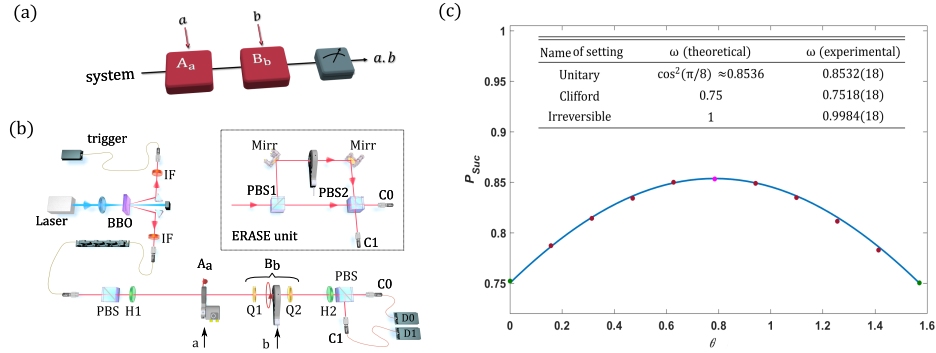 (a)
a
b
system
Aₐ
B_b
a.b
(b)
trigger
IF
Laser
BBO
IF
Mirr
Mirr
PBS1
PBS2
C0
ERASE unit
C1
Aₐ
B_b
PBS
C0
PBS
H1
Q1
Q2
H2
C1
D0
D1
a
b
(c)
Name of setting ω (theoretical) ω (experimental)
Unitary cos²(π/8) ≈0.8536 0.8532(18)
Clifford 0.75 0.7518(18)
Irreversible 1 0.9984(18)
P_Suc
1
0.95
0.9
0.85
0.8
0.75
0 0.2 0.4 0.6 0.8 1 1.2 1.4 1.6
θ